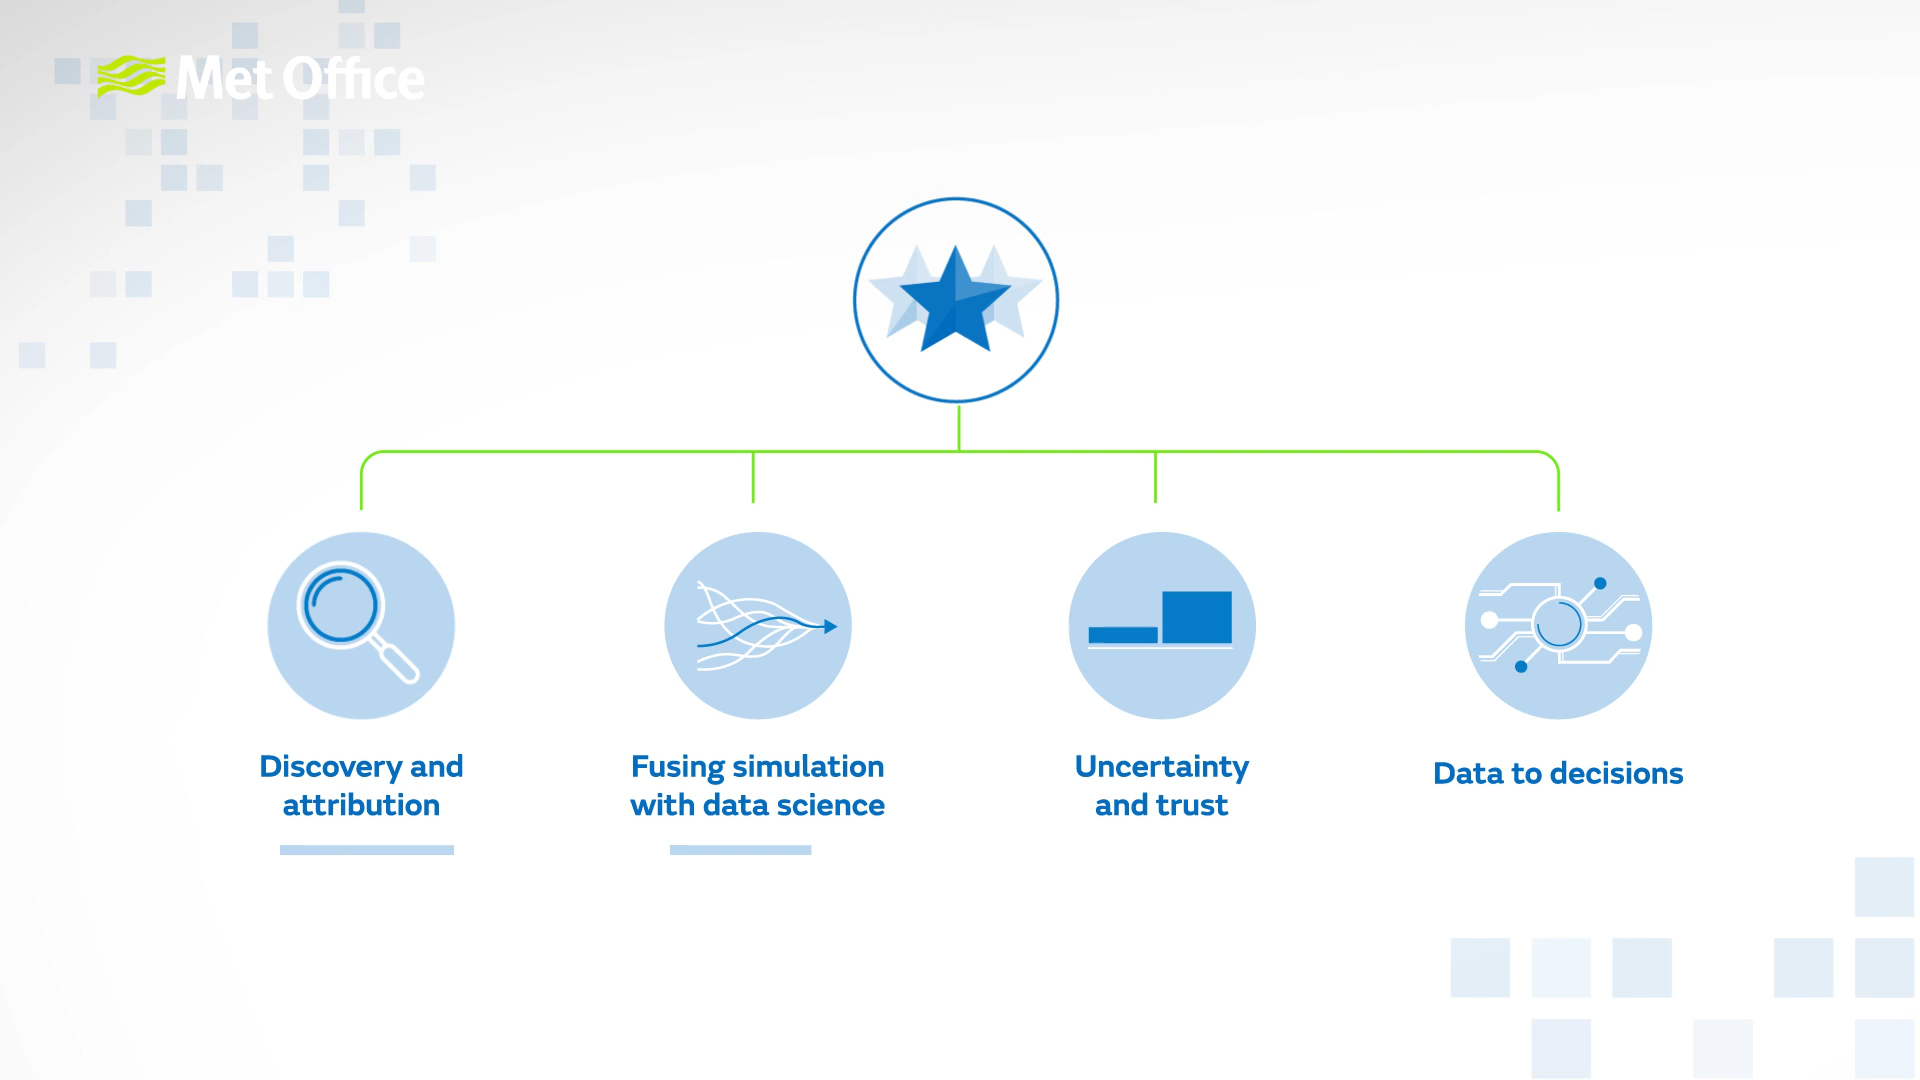 Met Office
Discovery and
attribution
Fusing simulation
with data science
Uncertainty
and trust
Data to decisions